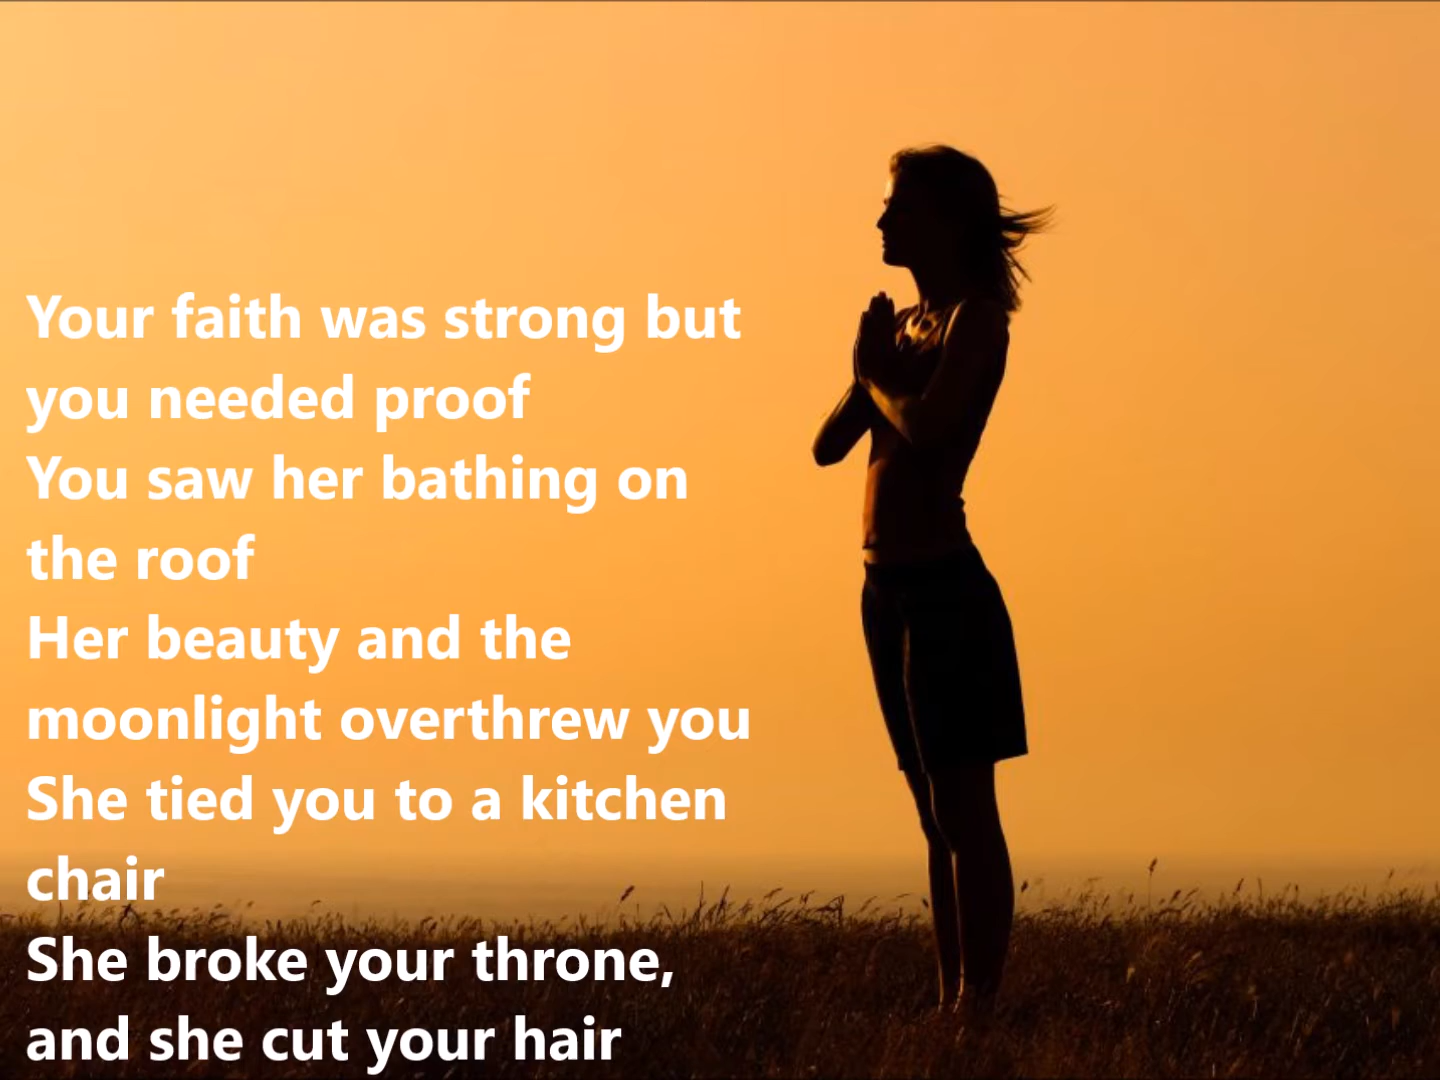 Your faith was strong but
you needed proof
You saw her bathing on
the roof
Her beauty and the
moonlight overthrew you
She tied you to a kitchen
chair
She broke your throne,
and she cut your hair